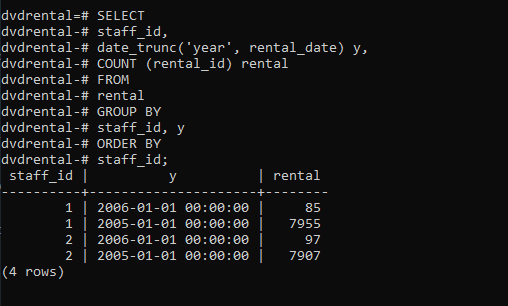 dvdrental=# SELECT
dvdrental-# staff_id,
dvdrental-# date_trunc('year', rental_date) y,
dvdrental-# COUNT (rental_id) rental
dvdrental-# FROM
dvdrental-# rental
dvdrental-# GROUP BY
dvdrental-# staff_id, y
dvdrental-# ORDER BY
dvdrental-# staff_id;
 staff_id |          y          | rental
----------+---------------------+--------
        1 | 2006-01-01 00:00:00 |     85
        1 | 2005-01-01 00:00:00 |   7955
        2 | 2006-01-01 00:00:00 |     97
        2 | 2005-01-01 00:00:00 |   7907
(4 rows)